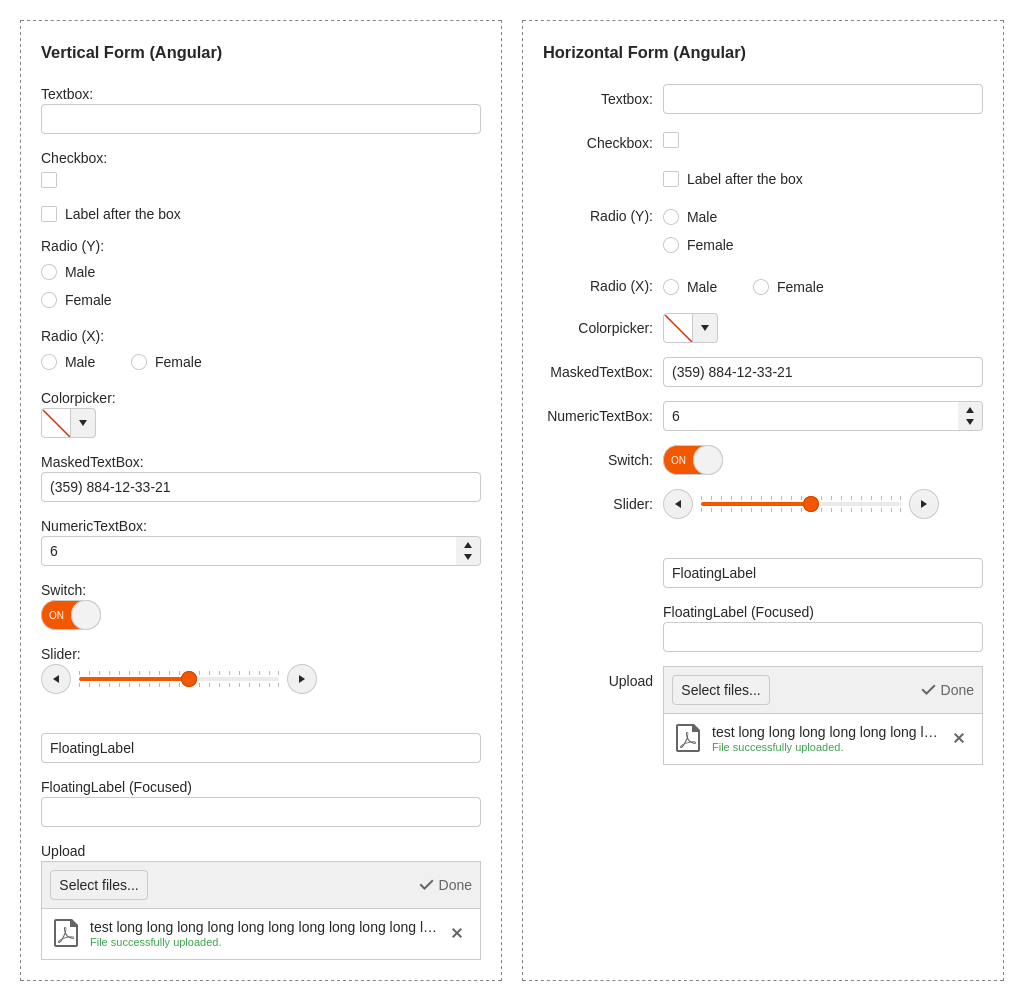 Vertical Form (Angular)
Textbox:
Checkbox:
Label after the box
Radio (Y):
Male
Female
Radio (X):
Male Female
Colorpicker:
MaskedTextBox:
(359) 884-12-33-21
NumericTextBox:
6
Switch:
ON
Slider:
FloatingLabel
FloatingLabel (Focused)
Upload
Select files... Done
test long long long long long long long long long long l…
File successfully uploaded.
Horizontal Form (Angular)
Textbox:
Checkbox:
Label after the box
Radio (Y): Male
Female
Radio (X): Male Female
Colorpicker:
MaskedTextBox: (359) 884-12-33-21
NumericTextBox: 6
Switch: ON
Slider:
FloatingLabel
FloatingLabel (Focused)
Upload Select files... Done
test long long long long long long l…
File successfully uploaded.